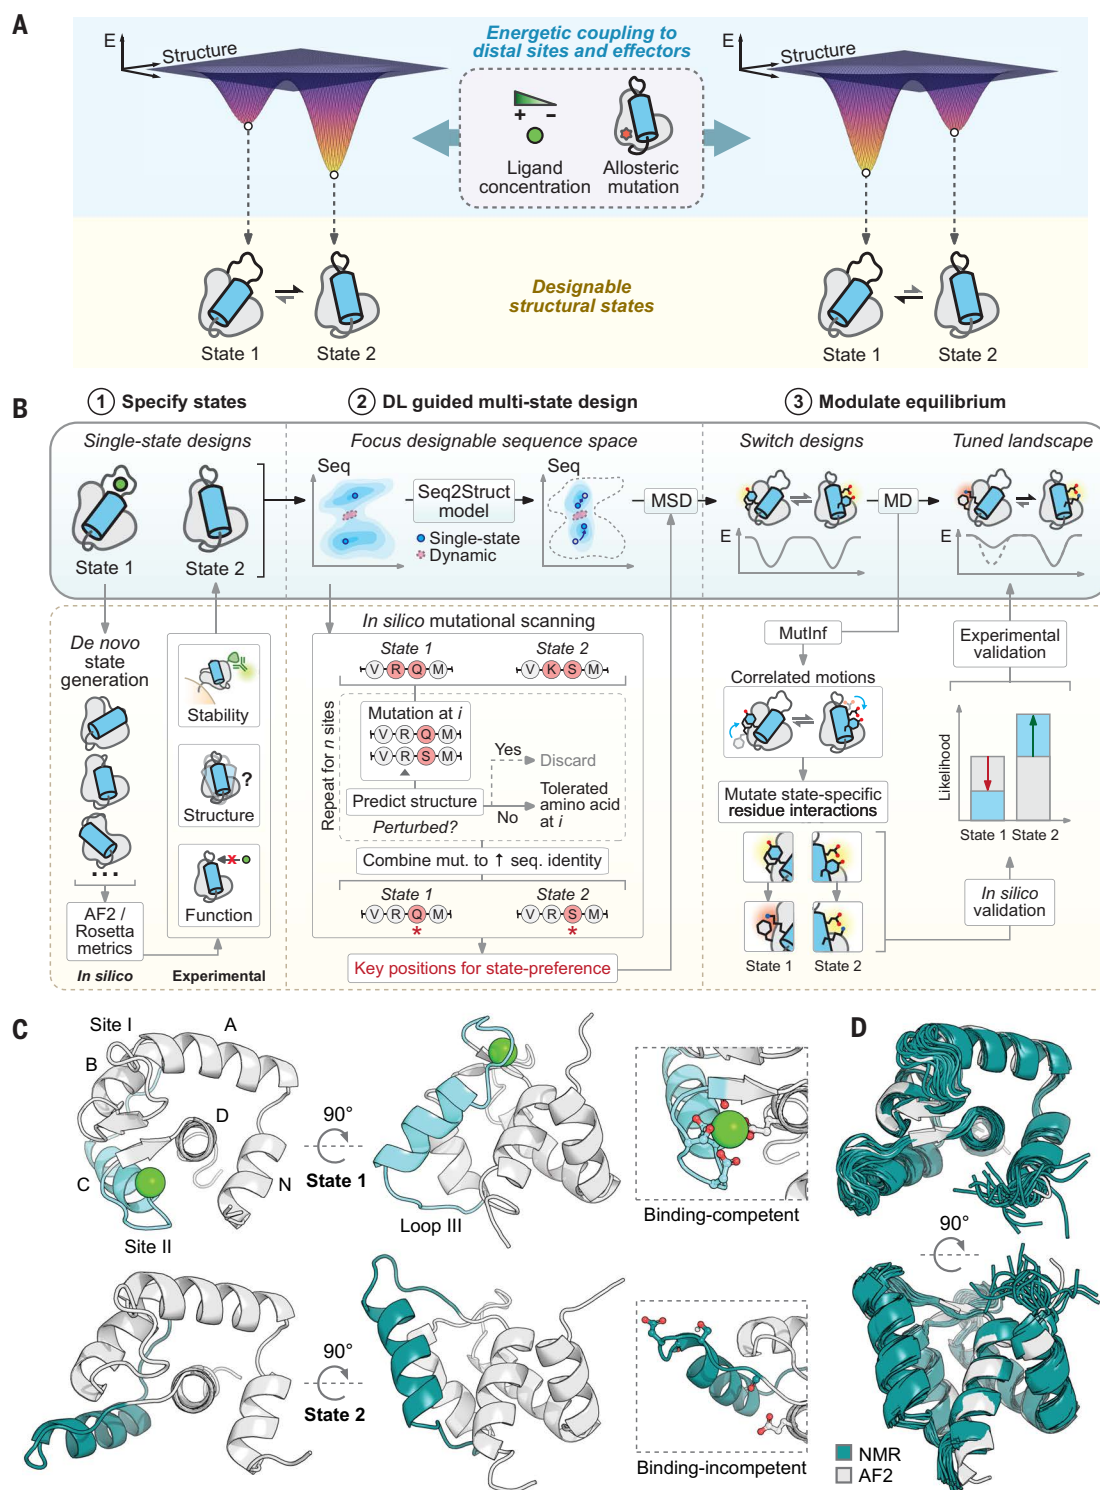 A
E
Structure
Energetic coupling to
distal sites and effectors
E
Structure
+ −
Ligand
concentration
Allosteric
mutation
State 1
State 2
Designable
structural states
State 1
State 2
B
1 Specify states
2 DL guided multi-state design
3 Modulate equilibrium
Single-state designs
Focus designable sequence space
Switch designs
Tuned landscape
State 1
State 2
Seq
Seq2Struct
model
Single-state
Dynamic
Seq
MSD
E
MD
E
De novo
state
generation
...
AF2 /
Rosetta
metrics
In silico
Stability
?
Structure
Function
Experimental
In silico mutational scanning
State 1
State 2
V R Q M
V K S M
Repeat for n sites
Mutation at i
V R Q M
V R S M
Predict structure
Perturbed?
Yes
Discard
No
Tolerated
amino acid
at i
Combine mut. to ↑ seq. identity
State 1
State 2
V R Q M
V R S M
* *
Key positions for state-preference
MutInf
Correlated motions
Mutate state-specific
residue interactions
State 1
State 2
Experimental
validation
Likelihood
State 1 State 2
In silico
validation
C
Site I
A
B
D
C
N
Site II
90°
State 1
Loop III
Binding-competent
90°
State 2
Binding-incompetent
D
90°
NMR
AF2